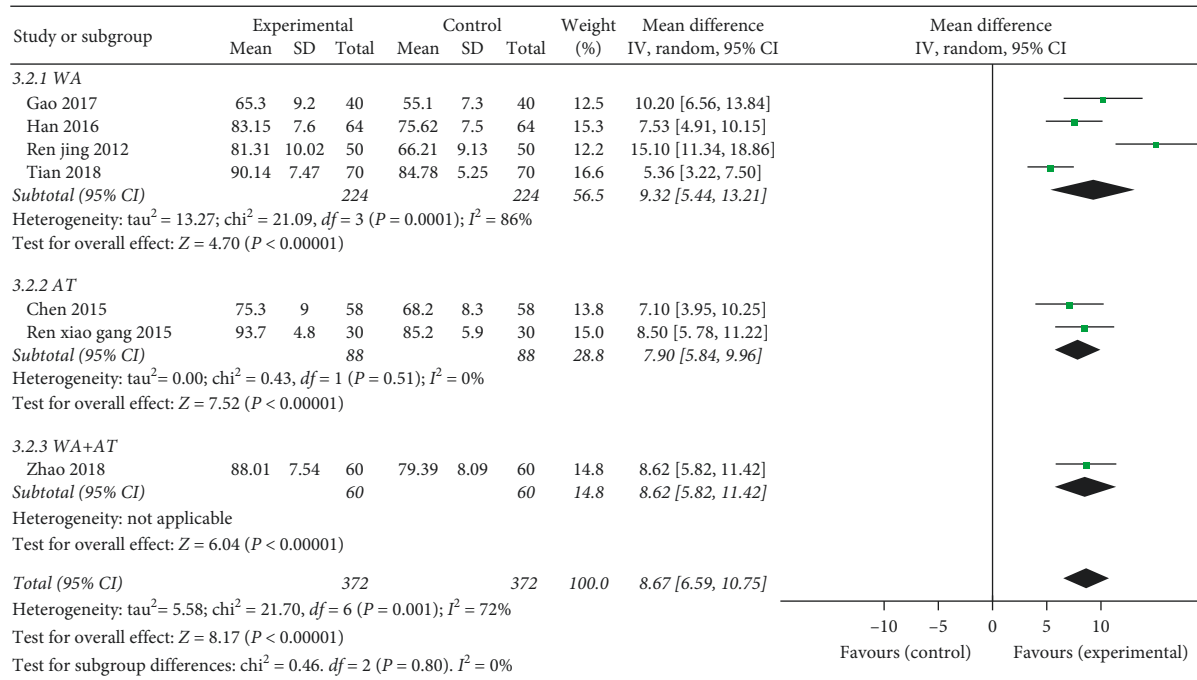 Study or subgroup Experimental Control Weight Mean difference Mean difference
Mean SD Total Mean SD Total (%) IV, random, 95% CI IV, random, 95% CI
3.2.1 WA
Gao 2017 65.3 9.2 40 55.1 7.3 40 12.5 10.20 [6.56, 13.84]
Han 2016 83.15 7.6 64 75.62 7.5 64 15.3 7.53 [4.91, 10.15]
Ren jing 2012 81.31 10.02 50 66.21 9.13 50 12.2 15.10 [11.34, 18.86]
Tian 2018 90.14 7.47 70 84.78 5.25 70 16.6 5.36 [3.22, 7.50]
Subtotal (95% CI) 224 224 56.5 9.32 [5.44, 13.21]
Heterogeneity: tau² = 13.27; chi² = 21.09, df = 3 (P = 0.0001); I² = 86%
Test for overall effect: Z = 4.70 (P < 0.00001)
3.2.2 AT
Chen 2015 75.3 9 58 68.2 8.3 58 13.8 7.10 [3.95, 10.25]
Ren xiao gang 2015 93.7 4.8 30 85.2 5.9 30 15.0 8.50 [5.78, 11.22]
Subtotal (95% CI) 88 88 28.8 7.90 [5.84, 9.96]
Heterogeneity: tau²= 0.00; chi² = 0.43, df = 1 (P = 0.51); I² = 0%
Test for overall effect: Z = 7.52 (P < 0.00001)
3.2.3 WA+AT
Zhao 2018 88.01 7.54 60 79.39 8.09 60 14.8 8.62 [5.82, 11.42]
Subtotal (95% CI) 60 60 14.8 8.62 [5.82, 11.42]
Heterogeneity: not applicable
Test for overall effect: Z = 6.04 (P < 0.00001)
Total (95% CI) 372 372 100.0 8.67 [6.59, 10.75]
Heterogeneity: tau²= 5.58; chi² = 21.70, df = 6 (P = 0.001); I² = 72%
Test for overall effect: Z = 8.17 (P < 0.00001)
Test for subgroup differences: chi² = 0.46. df = 2 (P = 0.80). I² = 0%
−10 −5 0 5 10
Favours (control) Favours (experimental)